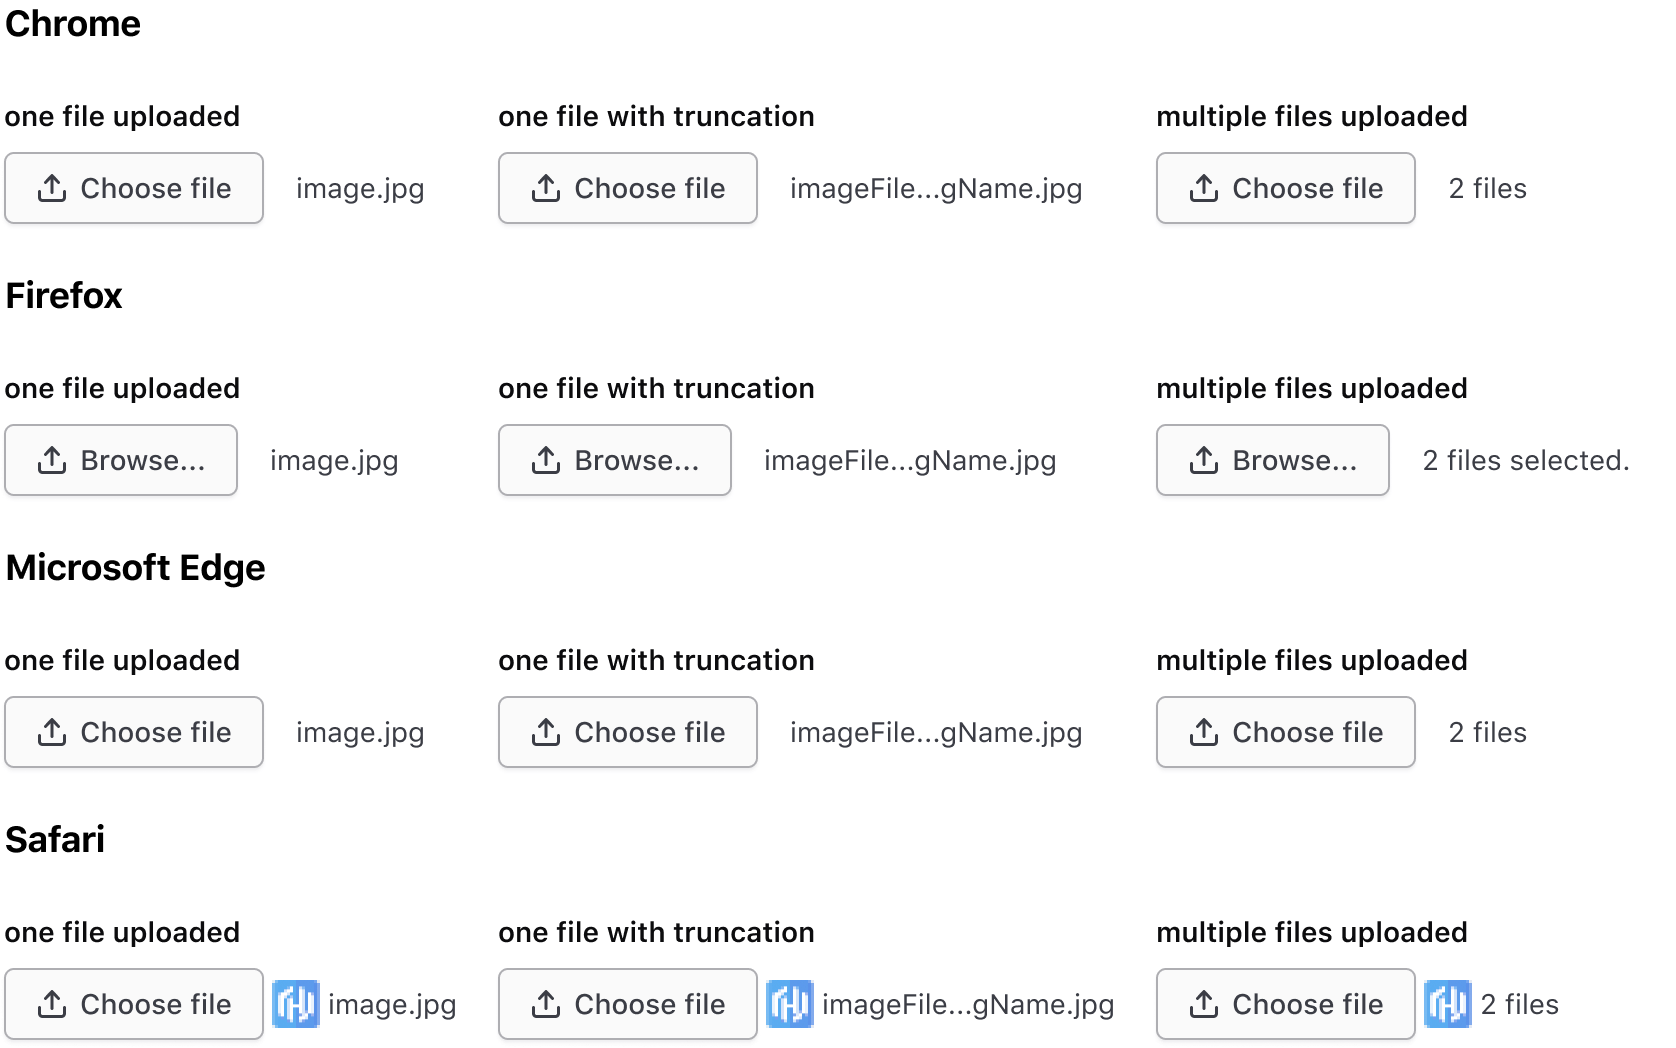 Chrome
one file uploaded one file with truncation multiple files uploaded
Choose file image.jpg Choose file imageFile...gName.jpg Choose file 2 files
Firefox
one file uploaded one file with truncation multiple files uploaded
Browse... image.jpg Browse... imageFile...gName.jpg Browse... 2 files selected.
Microsoft Edge
one file uploaded one file with truncation multiple files uploaded
Choose file image.jpg Choose file imageFile...gName.jpg Choose file 2 files
Safari
one file uploaded one file with truncation multiple files uploaded
Choose file image.jpg Choose file imageFile...gName.jpg Choose file 2 files